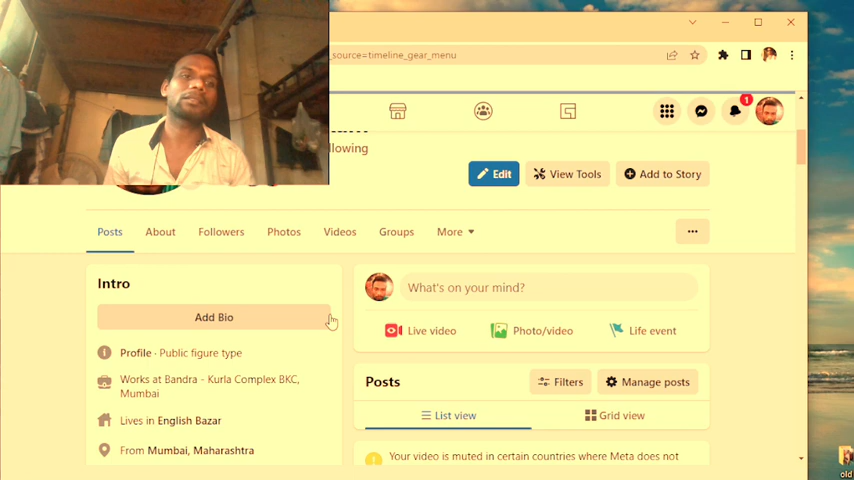 _source=timeline_gear_menu
1
llowing
Edit
View Tools
Add to Story
Posts
About
Followers
Photos
Videos
Groups
More
Intro
Add Bio
Profile · Public figure type
Works at Bandra - Kurla Complex BKC,
Mumbai
Lives in English Bazar
From Mumbai, Maharashtra
What's on your mind?
Live video
Photo/video
Life event
Posts
Filters
Manage posts
List view
Grid view
Your video is muted in certain countries where Meta does not
old